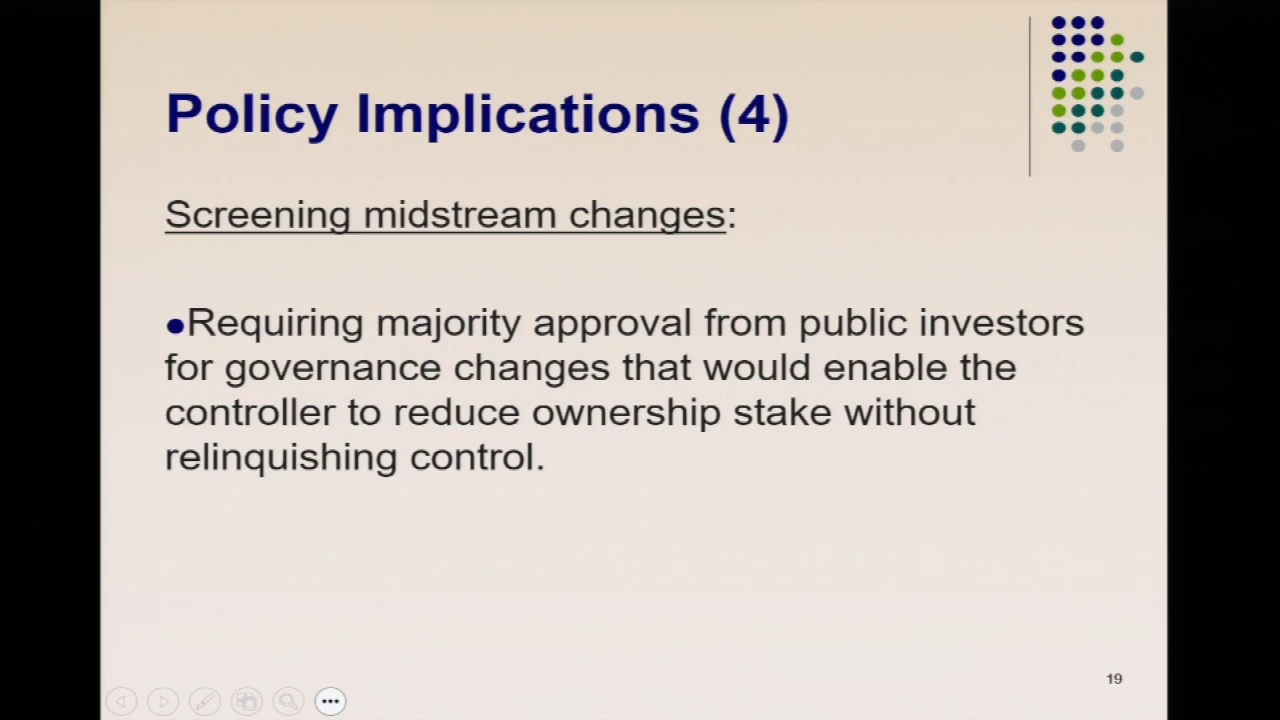 Policy Implications (4)
Screening midstream changes:
●Requiring majority approval from public investors
for governance changes that would enable the
controller to reduce ownership stake without
relinquishing control.
19